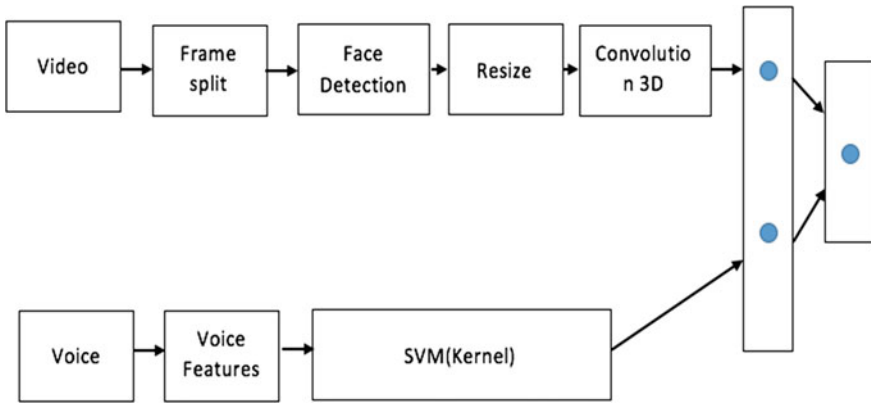 Video
Frame
split
Face
Detection
Resize
Convolutio
n 3D
Voice
Voice
Features
SVM(Kernel)